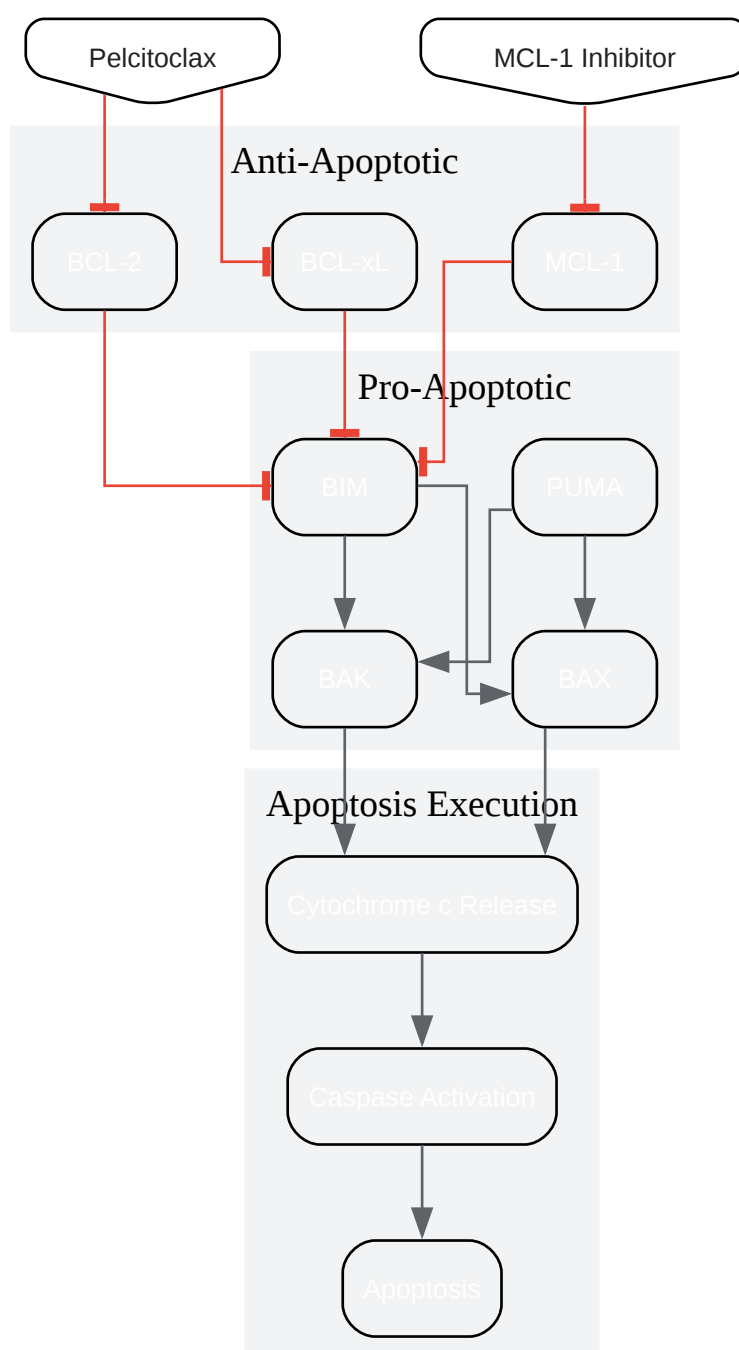 Pelcitoclax
MCL-1 Inhibitor
Anti-Apoptotic
BCL-2
BCL-xL
MCL-1
Pro-Apoptotic
BIM
PUMA
BAK
BAX
Apoptosis Execution
Cytochrome c Release
Caspase Activation
Apoptosis